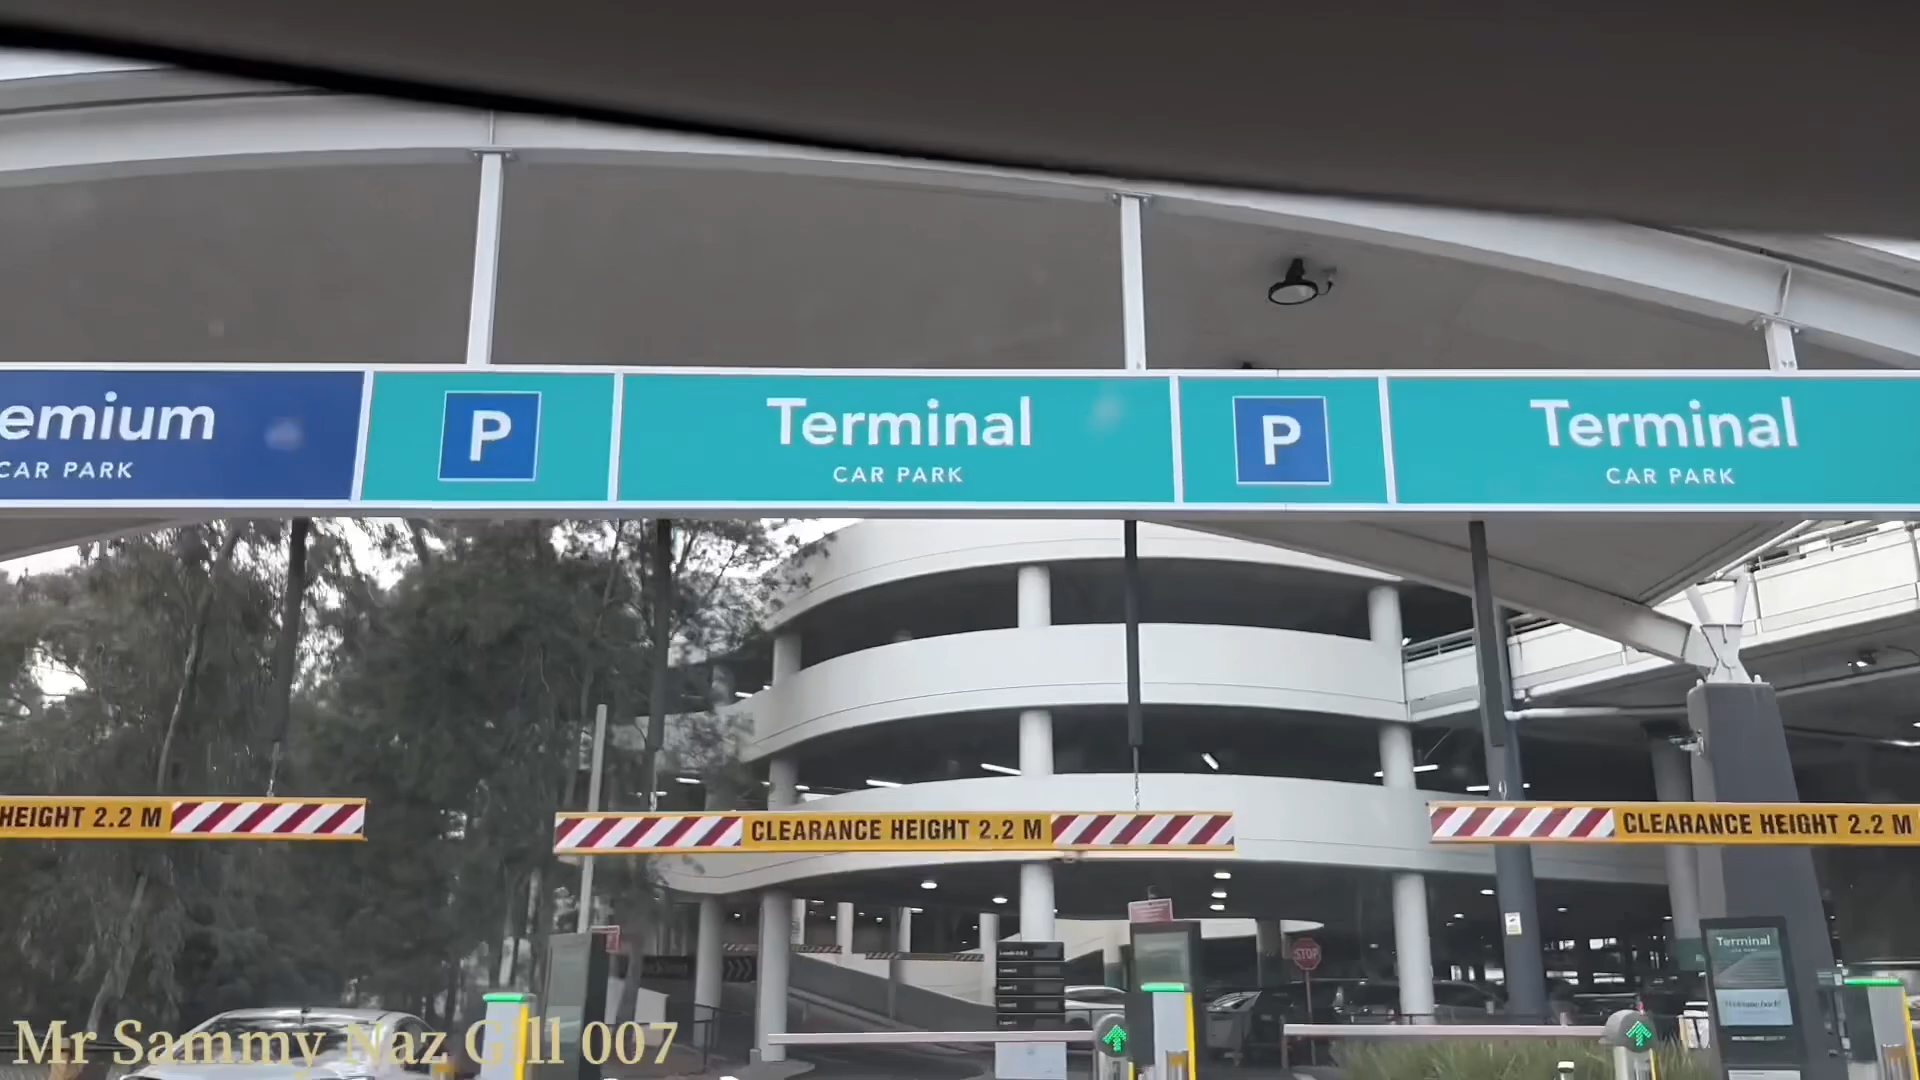 emium
CAR PARK
P
Terminal
CAR PARK
P
Terminal
CAR PARK
HEIGHT 2.2 M
CLEARANCE HEIGHT 2.2 M
CLEARANCE HEIGHT 2.2 M
STOP
Terminal
Mr Sammy Naz Gill 007